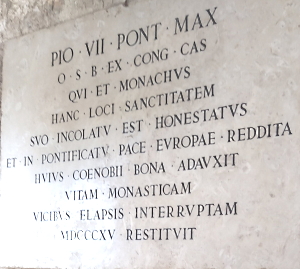 PIO · VII · PONT · MAX
O · S · B · EX · CONG · CAS
QVI · ET · MONACHVS
HANC · LOCI · SANCTITATEM
SVO · INCOLATV · EST · HONESTATVS
ET · IN · PONTIFICATV · PACE · EVROPAE · REDDITA
HVIVS · COENOBII · BONA · ADAVXIT
VITAM · MONASTICAM
VICIBVS · ELAPSIS · INTERRVPTAM
MDCCCXV · RESTITVIT